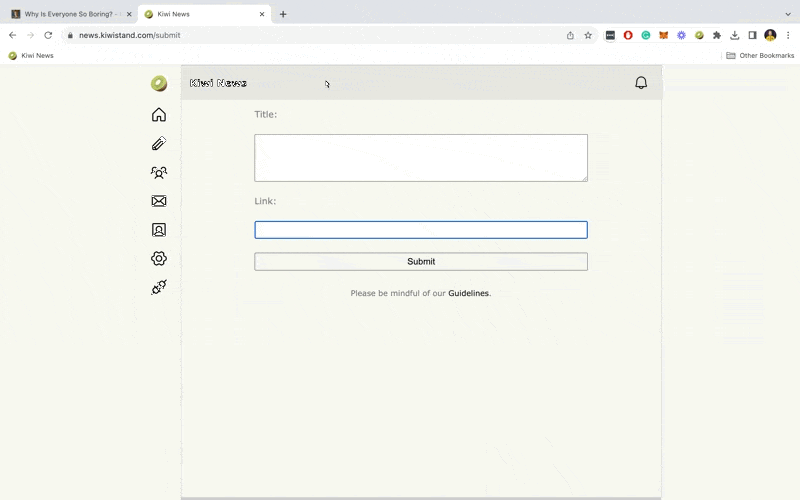 Why Is Everyone So Boring? -
Kiwi News
news.kiwistand.com/submit
Kiwi News
Other Bookmarks
Kiwi News
Title:
Link:
Submit
Please be mindful of our Guidelines.